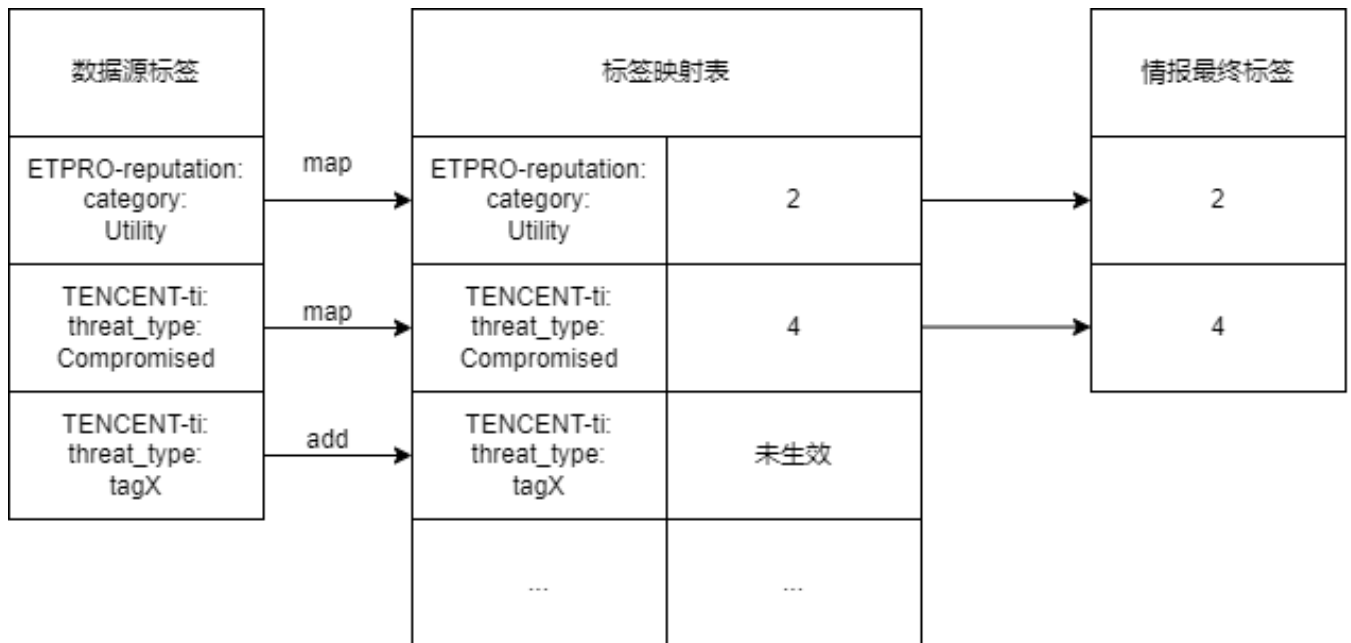 数据源标签
标签映射表
情报最终标签
ETPRO-reputation:
category:
Utility
map
ETPRO-reputation:
category:
Utility
2
2
TENCENT-ti:
threat_type:
Compromised
map
TENCENT-ti:
threat_type:
Compromised
4
4
TENCENT-ti:
threat_type:
tagX
add
TENCENT-ti:
threat_type:
tagX
未生效
...
...